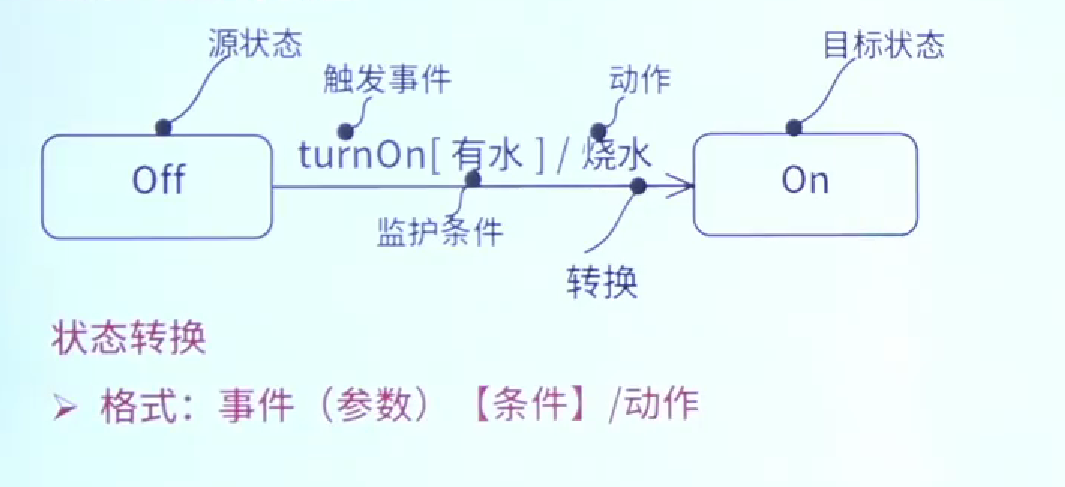 源状态
目标状态
触发事件
动作
turnOn[ 有水 ] / 烧水
Off
On
监护条件
转换
状态转换
➢ 格式：事件（参数）【条件】/动作